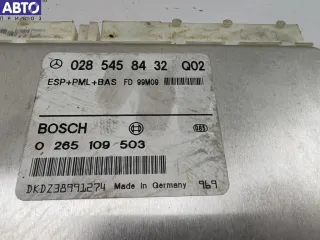 АВТО
028 545 84 32 Q02
ESP+PML+BAS FD 99M09
BOSCH
0 265 109 503
DKDZ38991274 Made in Germany 969